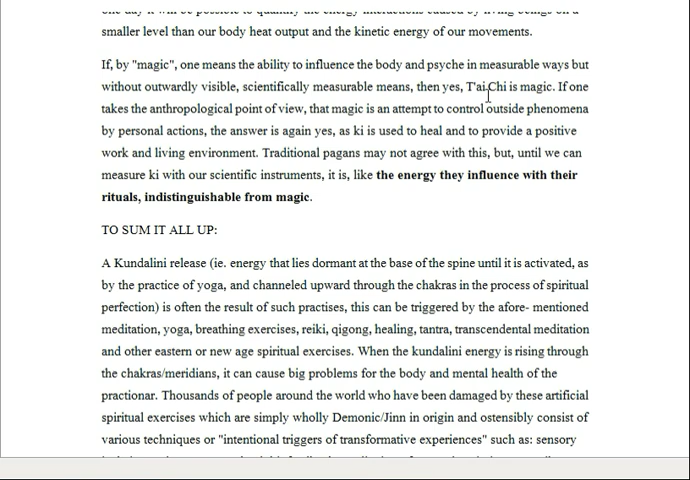 smaller level than our body heat output and the kinetic energy of our movements.
If, by "magic", one means the ability to influence the body and psyche in measurable ways but
without outwardly visible, scientifically measurable means, then yes, T'ai Chi is magic. If one
takes the anthropological point of view, that magic is an attempt to control outside phenomena
by personal actions, the answer is again yes, as ki is used to heal and to provide a positive
work and living environment. Traditional pagans may not agree with this, but, until we can
measure ki with our scientific instruments, it is, like the energy they influence with their
rituals, indistinguishable from magic.
TO SUM IT ALL UP:
A Kundalini release (ie. energy that lies dormant at the base of the spine until it is activated, as
by the practice of yoga, and channeled upward through the chakras in the process of spiritual
perfection) is often the result of such practises, this can be triggered by the afore- mentioned
meditation, yoga, breathing exercises, reiki, qigong, healing, tantra, transcendental meditation
and other eastern or new age spiritual exercises. When the kundalini energy is rising through
the chakras/meridians, it can cause big problems for the body and mental health of the
practionar. Thousands of people around the world who have been damaged by these artificial
spiritual exercises which are simply wholly Demonic/Jinn in origin and ostensibly consist of
various techniques or "intentional triggers of transformative experiences" such as: sensory